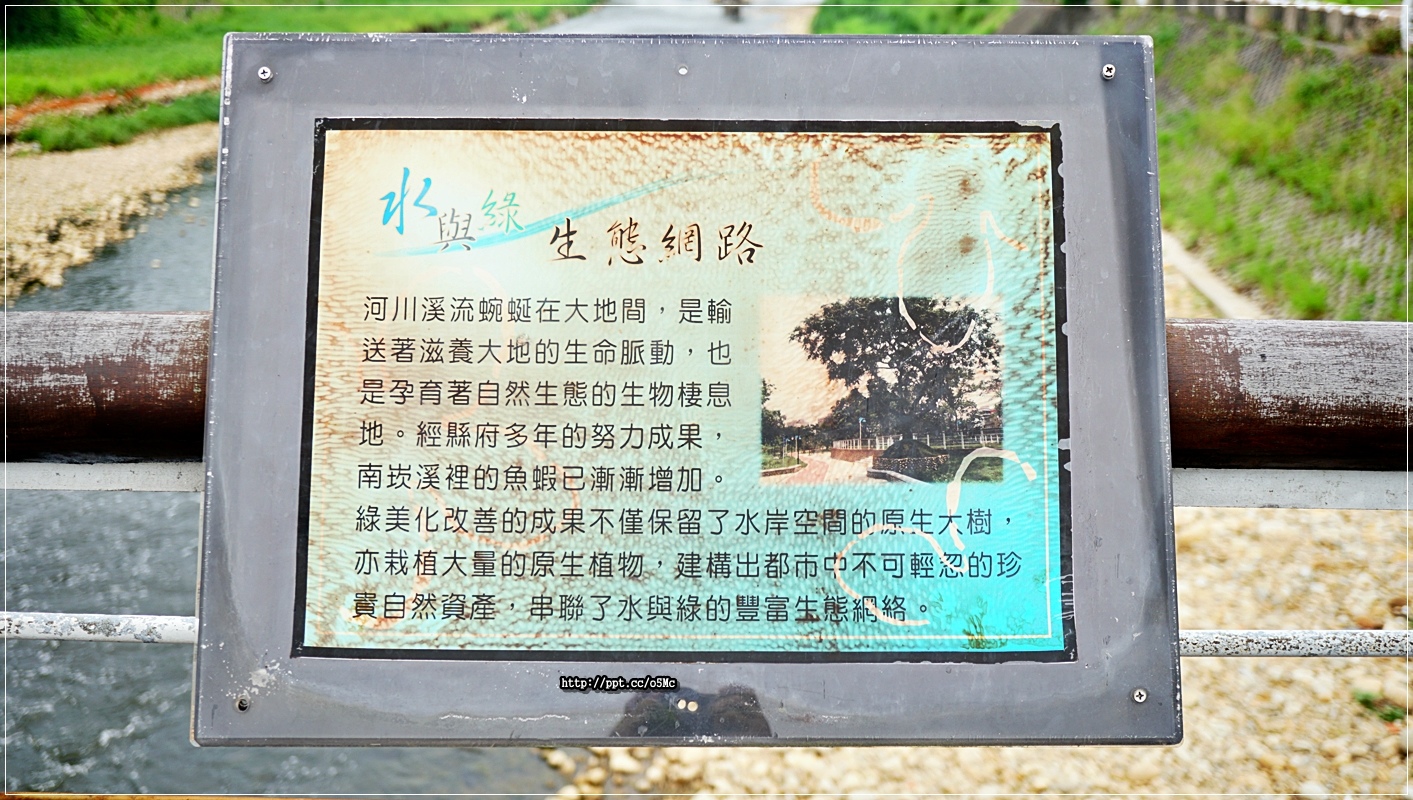 水與綠 生態網路
河川溪流蜿蜒在大地間，是輸
送著滋養大地的生命脈動，也
是孕育著自然生態的生物棲息
地。經縣府多年的努力成果，
南崁溪裡的魚蝦已漸漸增加。
綠美化改善的成果不僅保留了水岸空間的原生大樹，
亦栽植大量的原生植物，建構出都市中不可輕忽的珍
貴自然資產，串聯了水與綠的豐富生態網絡。
http://ppt.cc/o5Mc